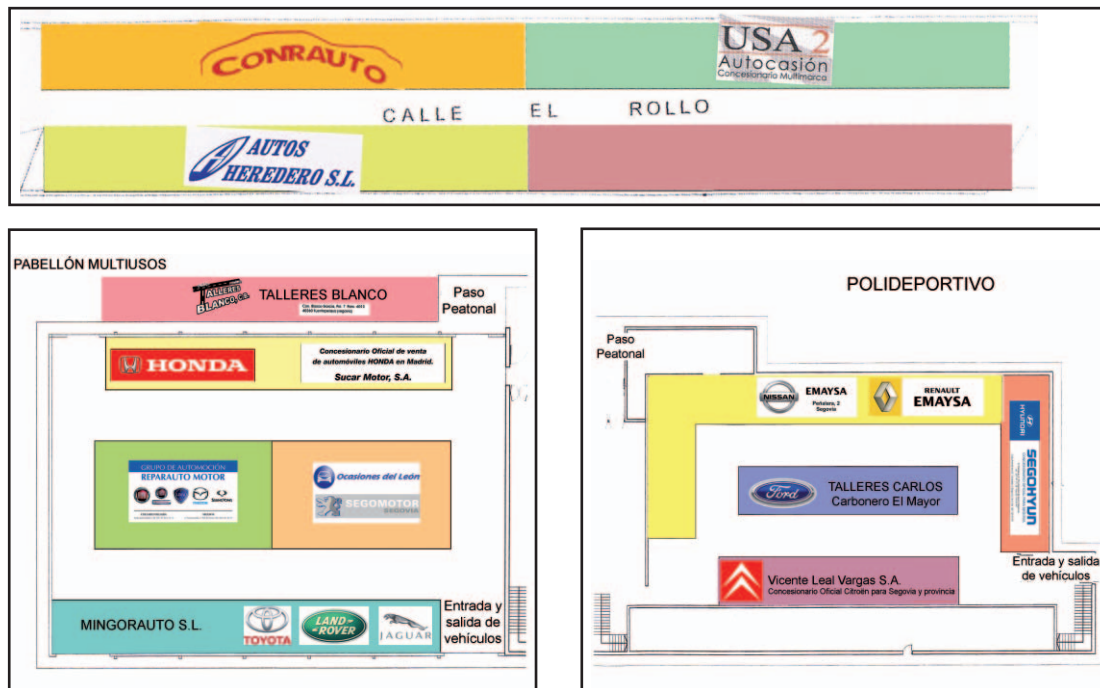 CONRAUTO
USA 2
Autocasión
Concesionario Multimarca
CALLE EL ROLLO
AUTOS
HEREDERO S.L.
PABELLÓN MULTIUSOS
TALLERES
BLANCO, C.B.
TALLERES BLANCO
Paso
Peatonal
HONDA
Concesionario Oficial de venta
de automóviles HONDA en Madrid.
Sucar Motor, S.A.
GRUPO DE AUTOMOCIÓN
REPARAUTO MOTOR
Ocasiones del León
SEGOMOTOR
SEGOVIA
MINGORAUTO S.L.
TOYOTA
LAND-
ROVER
JAGUAR
Entrada y
salida de
vehículos
POLIDEPORTIVO
Paso
Peatonal
NISSAN
EMAYSA
Peñalara, 2
Segovia
RENAULT
EMAYSA
HYUNDAI
SEGOHYUN
Ford
TALLERES CARLOS
Carbonero El Mayor
Vicente Leal Vargas S.A.
Concesionario Oficial Citroën para Segovia y provincia
Entrada y salida
de vehículos